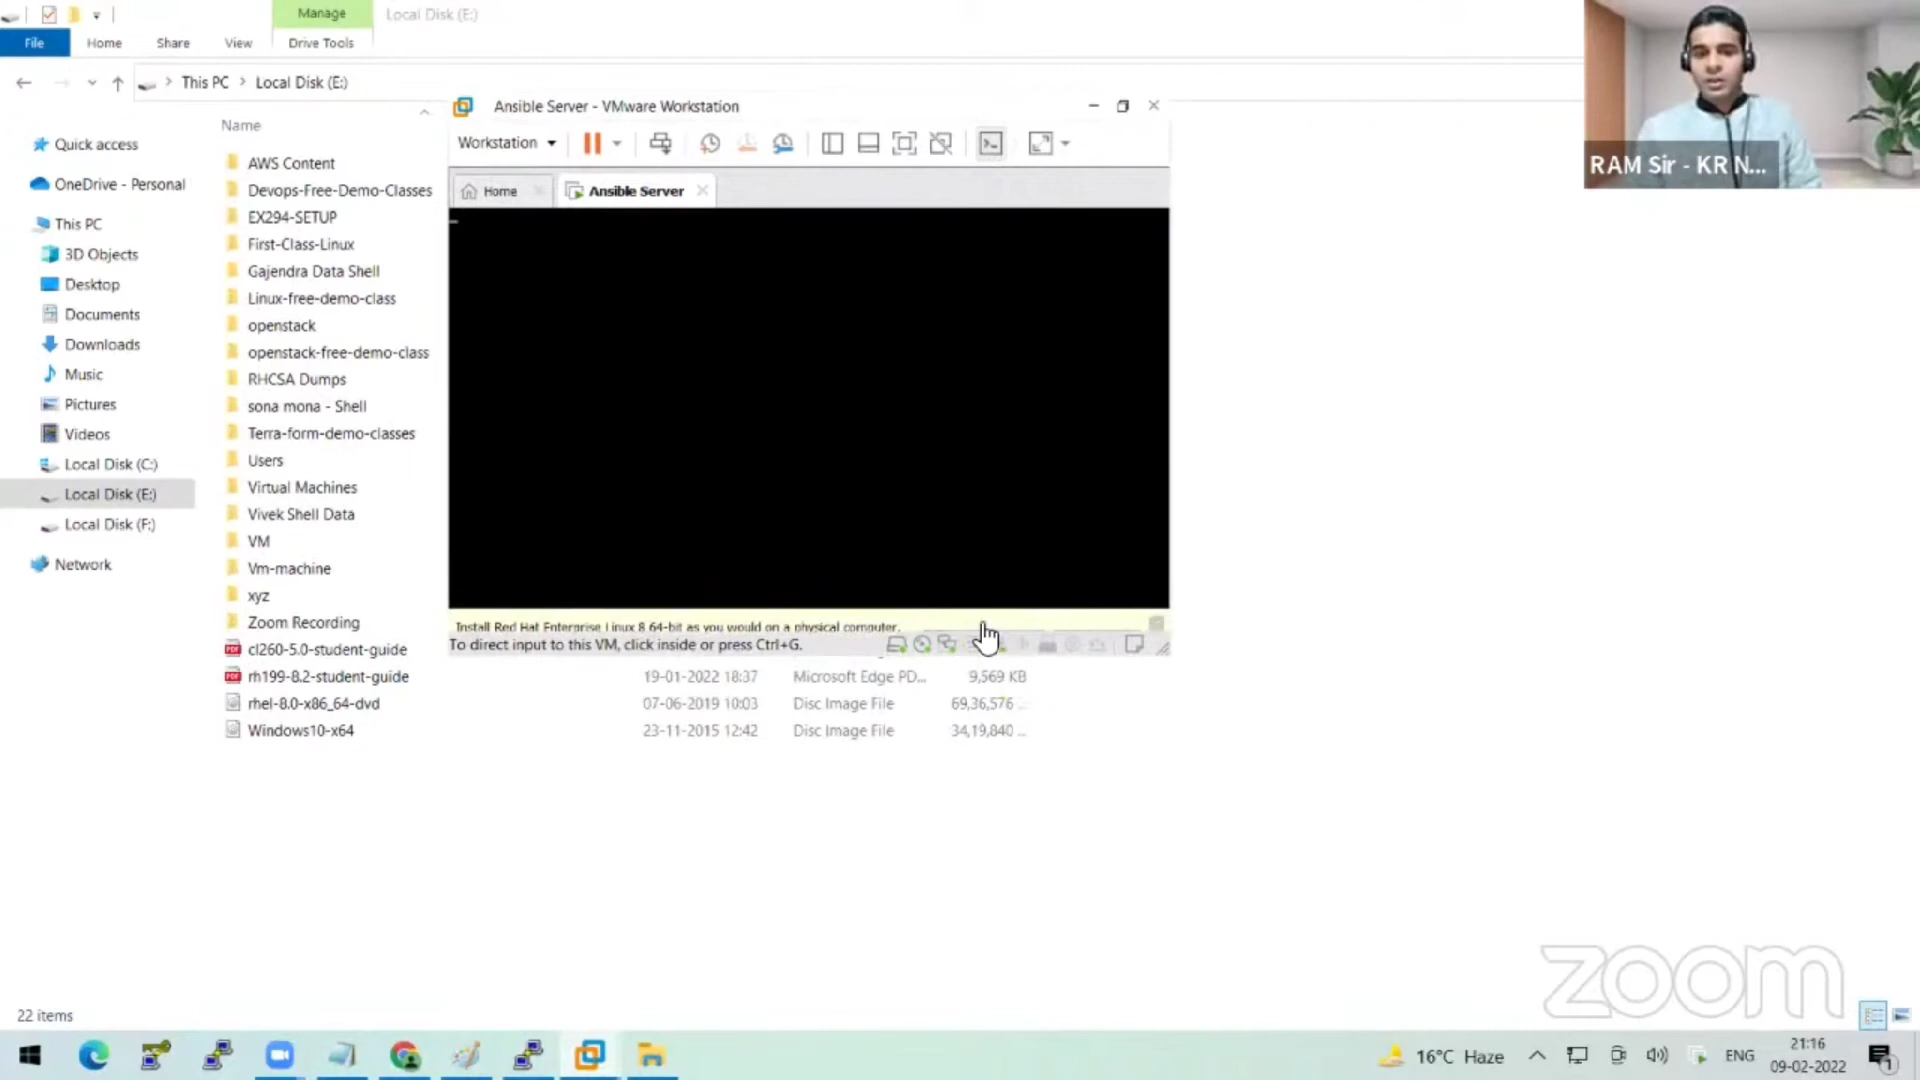 Manage
Local Disk (E:)
File
Home
Share
View
Drive Tools
This PC
Local Disk (E:)
Ansible Server - VMware Workstation
RAM Sir - KR N...
Workstation
Home
Ansible Server
Name
Quick access
OneDrive - Personal
This PC
3D Objects
Desktop
Documents
Downloads
Music
Pictures
Videos
Local Disk (C:)
Local Disk (E:)
Local Disk (F:)
Network
AWS Content
Devops-Free-Demo-Classes
EX294-SETUP
First-Class-Linux
Gajendra Data Shell
Linux-free-demo-class
openstack
openstack-free-demo-class
RHCSA Dumps
sona mona - Shell
Terra-form-demo-classes
Users
Virtual Machines
Vivek Shell Data
VM
Vm-machine
xyz
Zoom Recording
cl260-5.0-student-guide
rh199-8.2-student-guide 19-01-2022 18:37 Microsoft Edge PD... 9,569 KB
rhel-8.0-x86_64-dvd 07-06-2019 10:03 Disc Image File 69,36,576 ...
Windows10-x64 23-11-2015 12:42 Disc Image File 34,19,840 ...
Install Red Hat Enterprise Linux 8 64-bit as you would on a physical computer.
To direct input to this VM, click inside or press Ctrl+G.
zoom
22 items
16°C Haze
ENG
21:16
09-02-2022
1